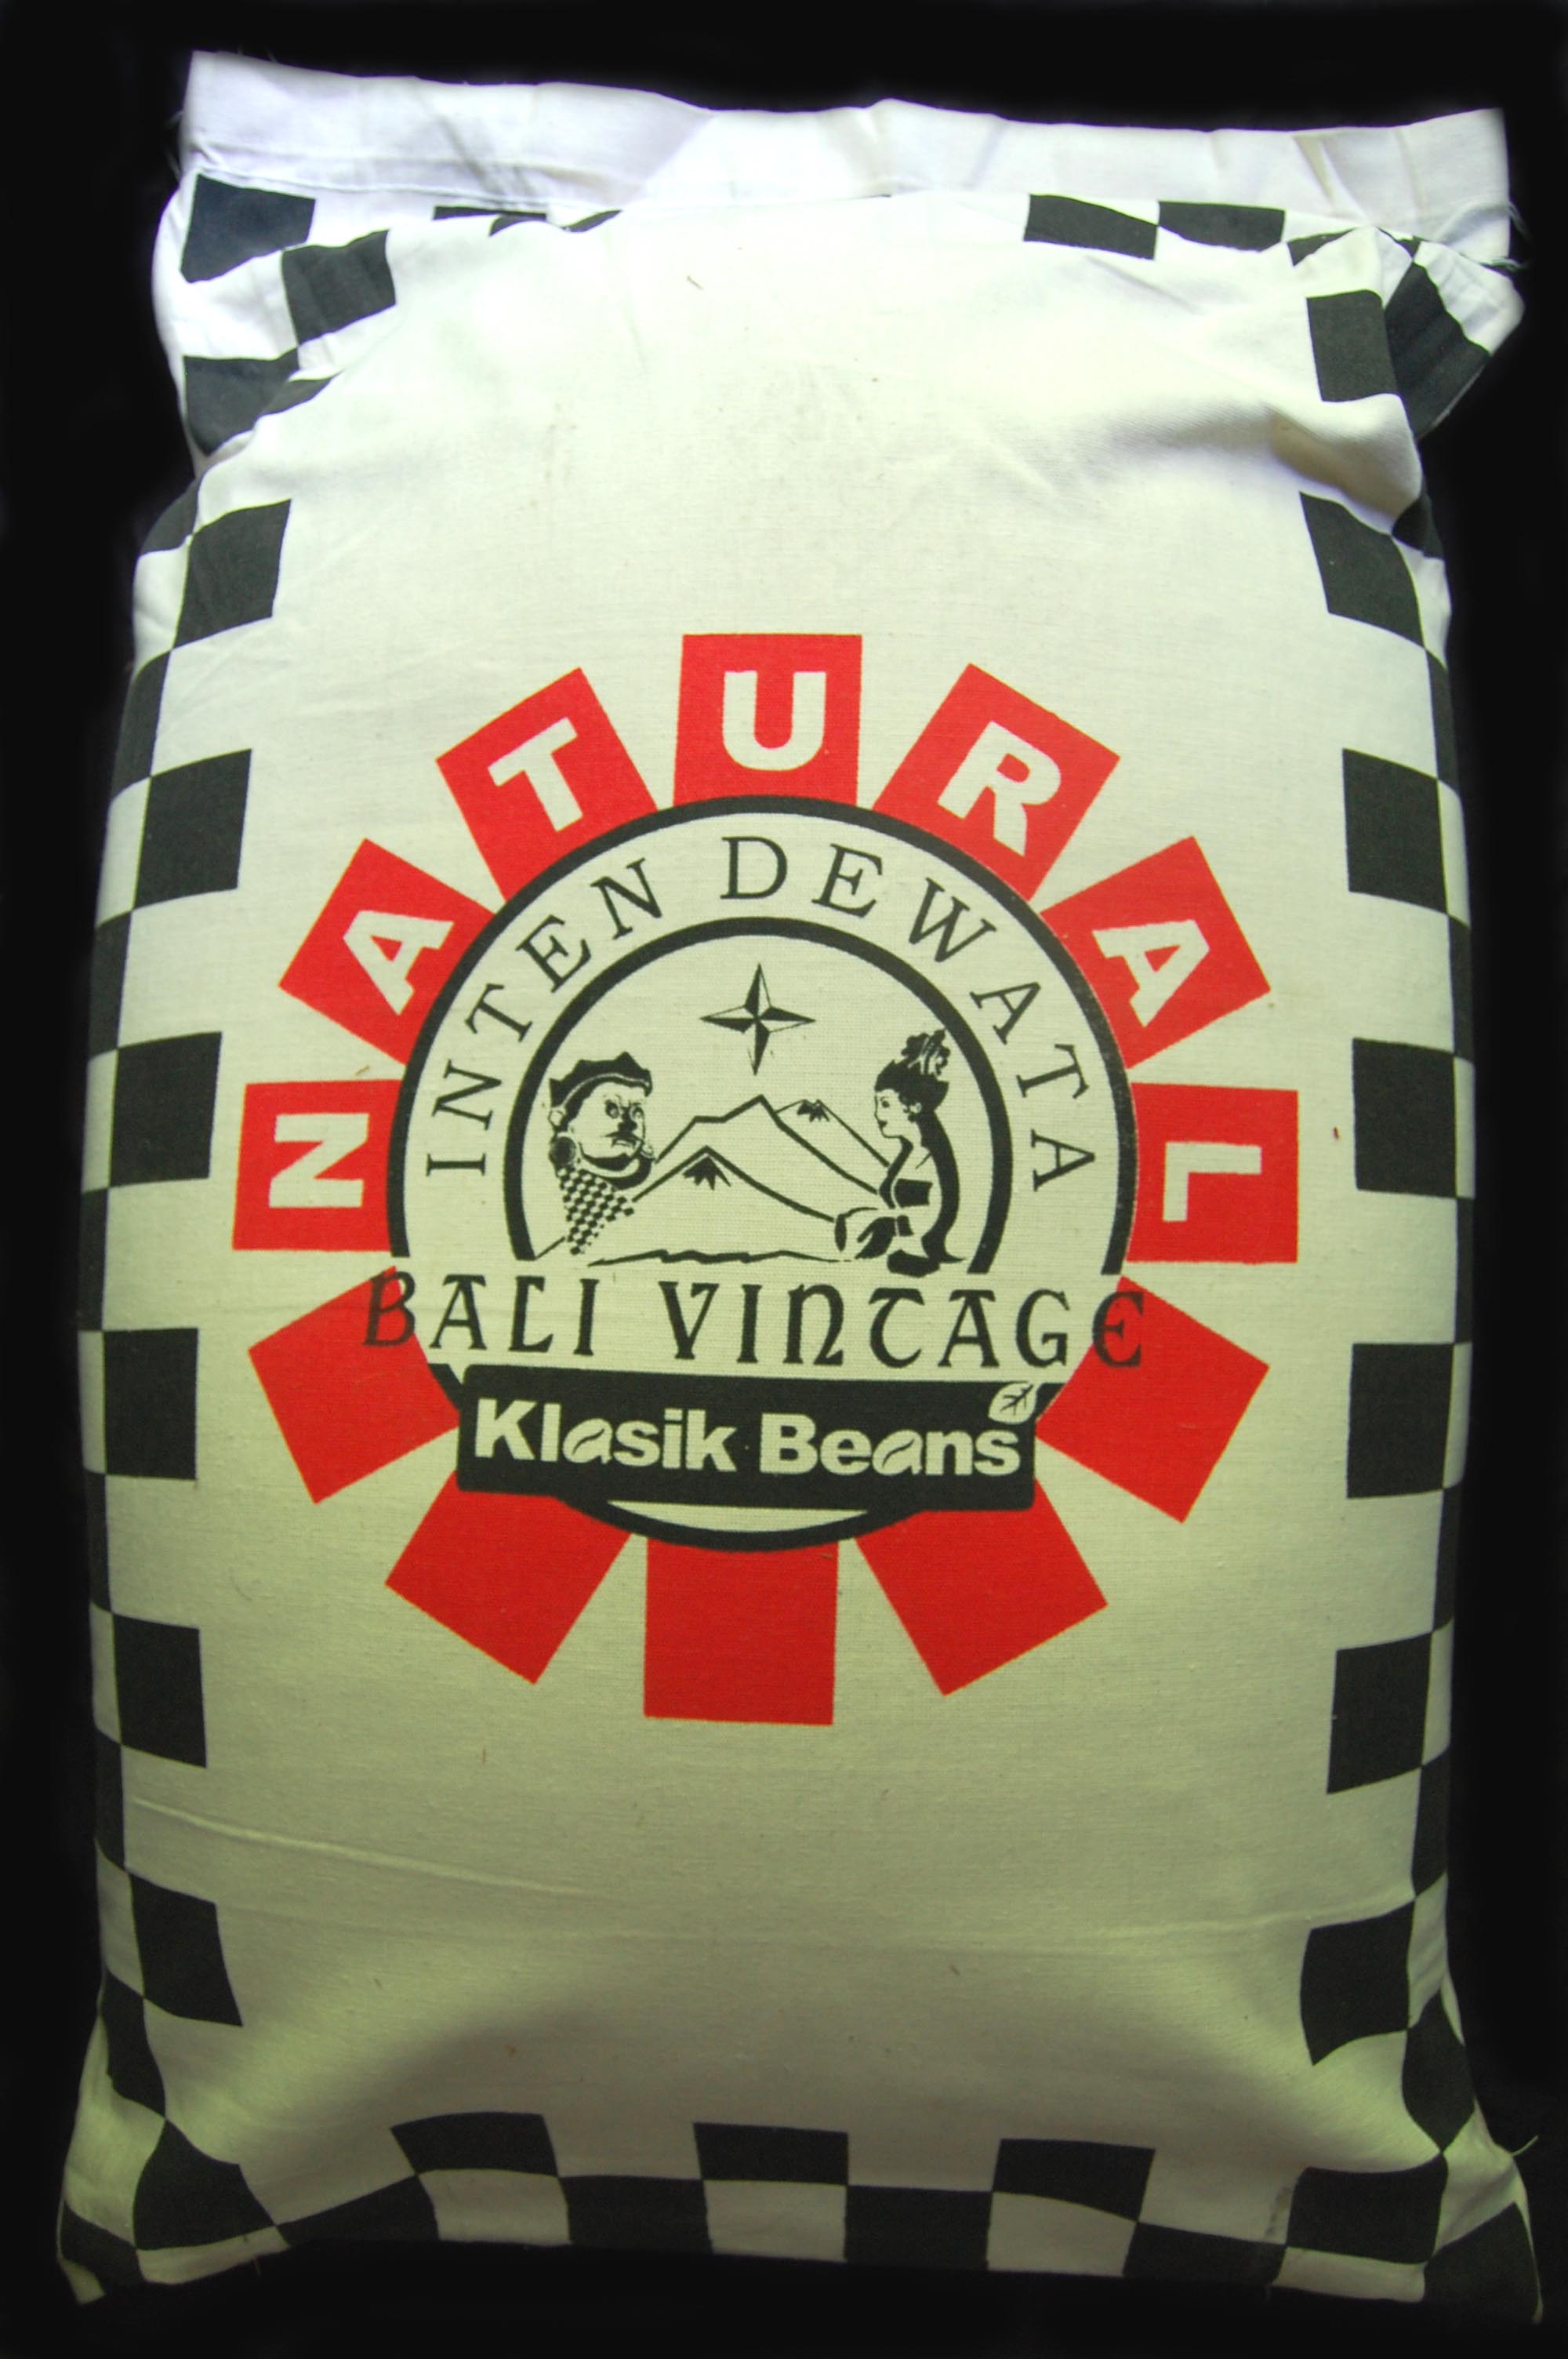 NATURAL
INTEN DEWATA
BALI VINTAGE
Klasik Beans